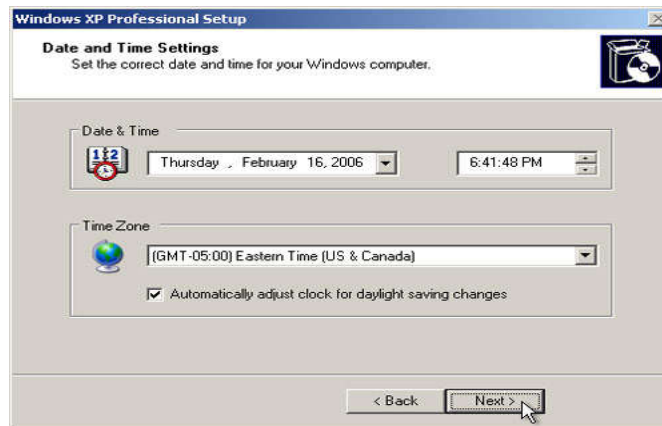 Windows XP Professional Setup
Date and Time Settings
Set the correct date and time for your Windows computer.
Date & Time
Thursday , February 16, 2006
6:41:48 PM
Time Zone
(GMT-05:00) Eastern Time (US & Canada)
Automatically adjust clock for daylight saving changes
< Back
Next >